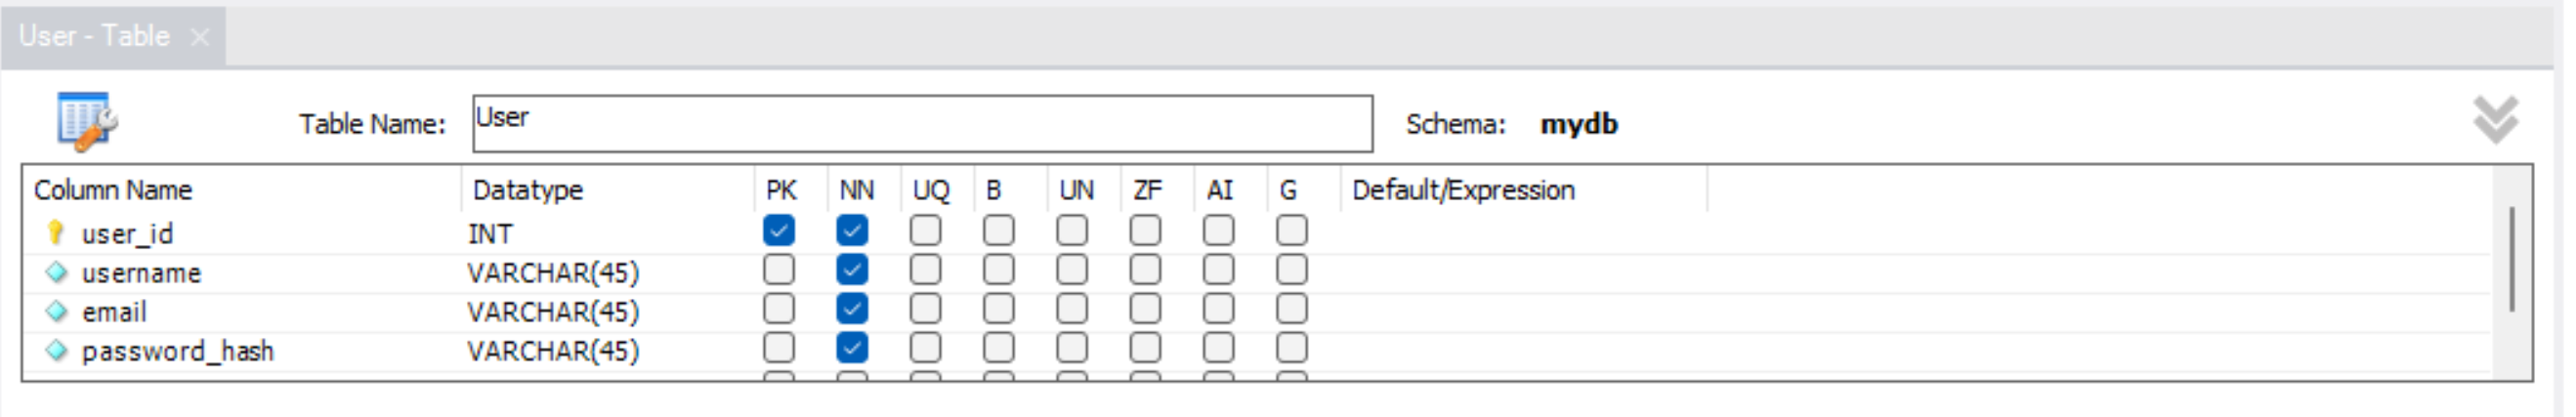 User - Table ×
Table Name: User Schema: mydb
Column Name Datatype PK NN UQ B UN ZF AI G Default/Expression
user_id INT
username VARCHAR(45)
email VARCHAR(45)
password_hash VARCHAR(45)